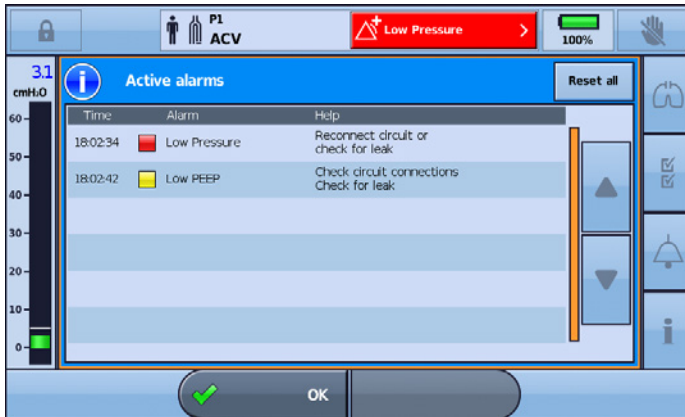 P1
ACV
Low Pressure
100%
3.1
cmH₂O
60
50
40
30
20
10
0
Active alarms
Reset all
Time Alarm Help
18:02:34 Low Pressure Reconnect circuit or
check for leak
18:02:42 Low PEEP Check circuit connections
Check for leak
OK